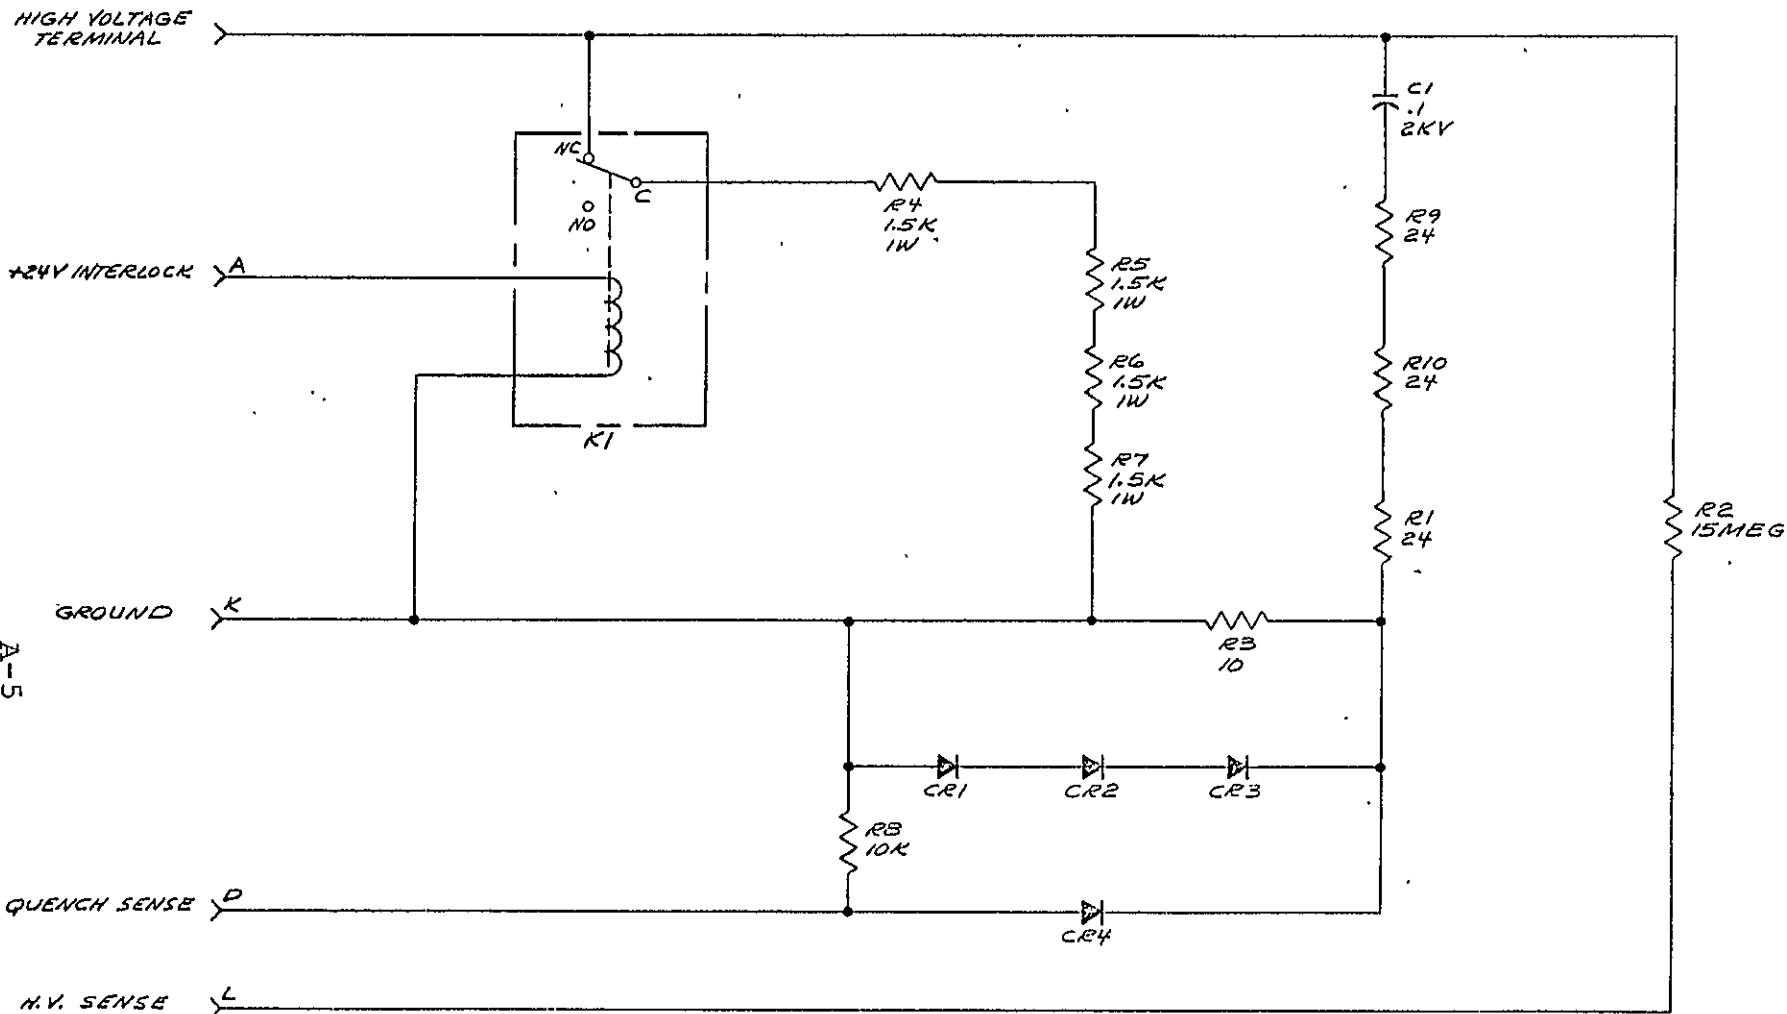 HIGH VOLTAGE
TERMINAL
C1
.1
2KV
NC
C
NO
R4
1.5K
1W
R9
24
+24V INTERLOCK
A
R5
1.5K
1W
R6
1.5K
1W
R10
24
K1
R7
1.5K
1W
R1
24
R2
15MEG
GROUND
K
R3
10
A-5
CR1
CR2
CR3
R8
10K
QUENCH SENSE
D
CR4
H.V. SENSE
L